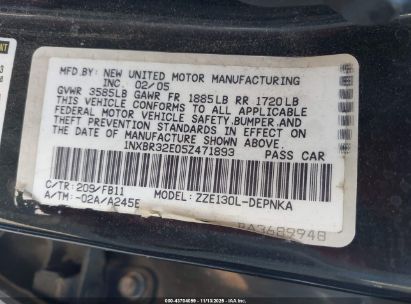 MFD BY: NEW UNITED MOTOR MANUFACTURING
INC. 02/05
GVWR 3585LB GAWR FR 1885LB RR 1720LB
THIS VEHICLE CONFORMS TO ALL APPLICABLE
FEDERAL MOTOR VEHICLE SAFETY,BUMPER,AND
THEFT PREVENTION STANDARDS IN EFFECT ON
THE DATE OF MANUFACTURE SHOWN ABOVE.
1NXBR32E05Z471893 PASS CAR
C/TR:209/FB11 MODEL:ZZE130L-DEPNKA
A/TM:-02A/A245E